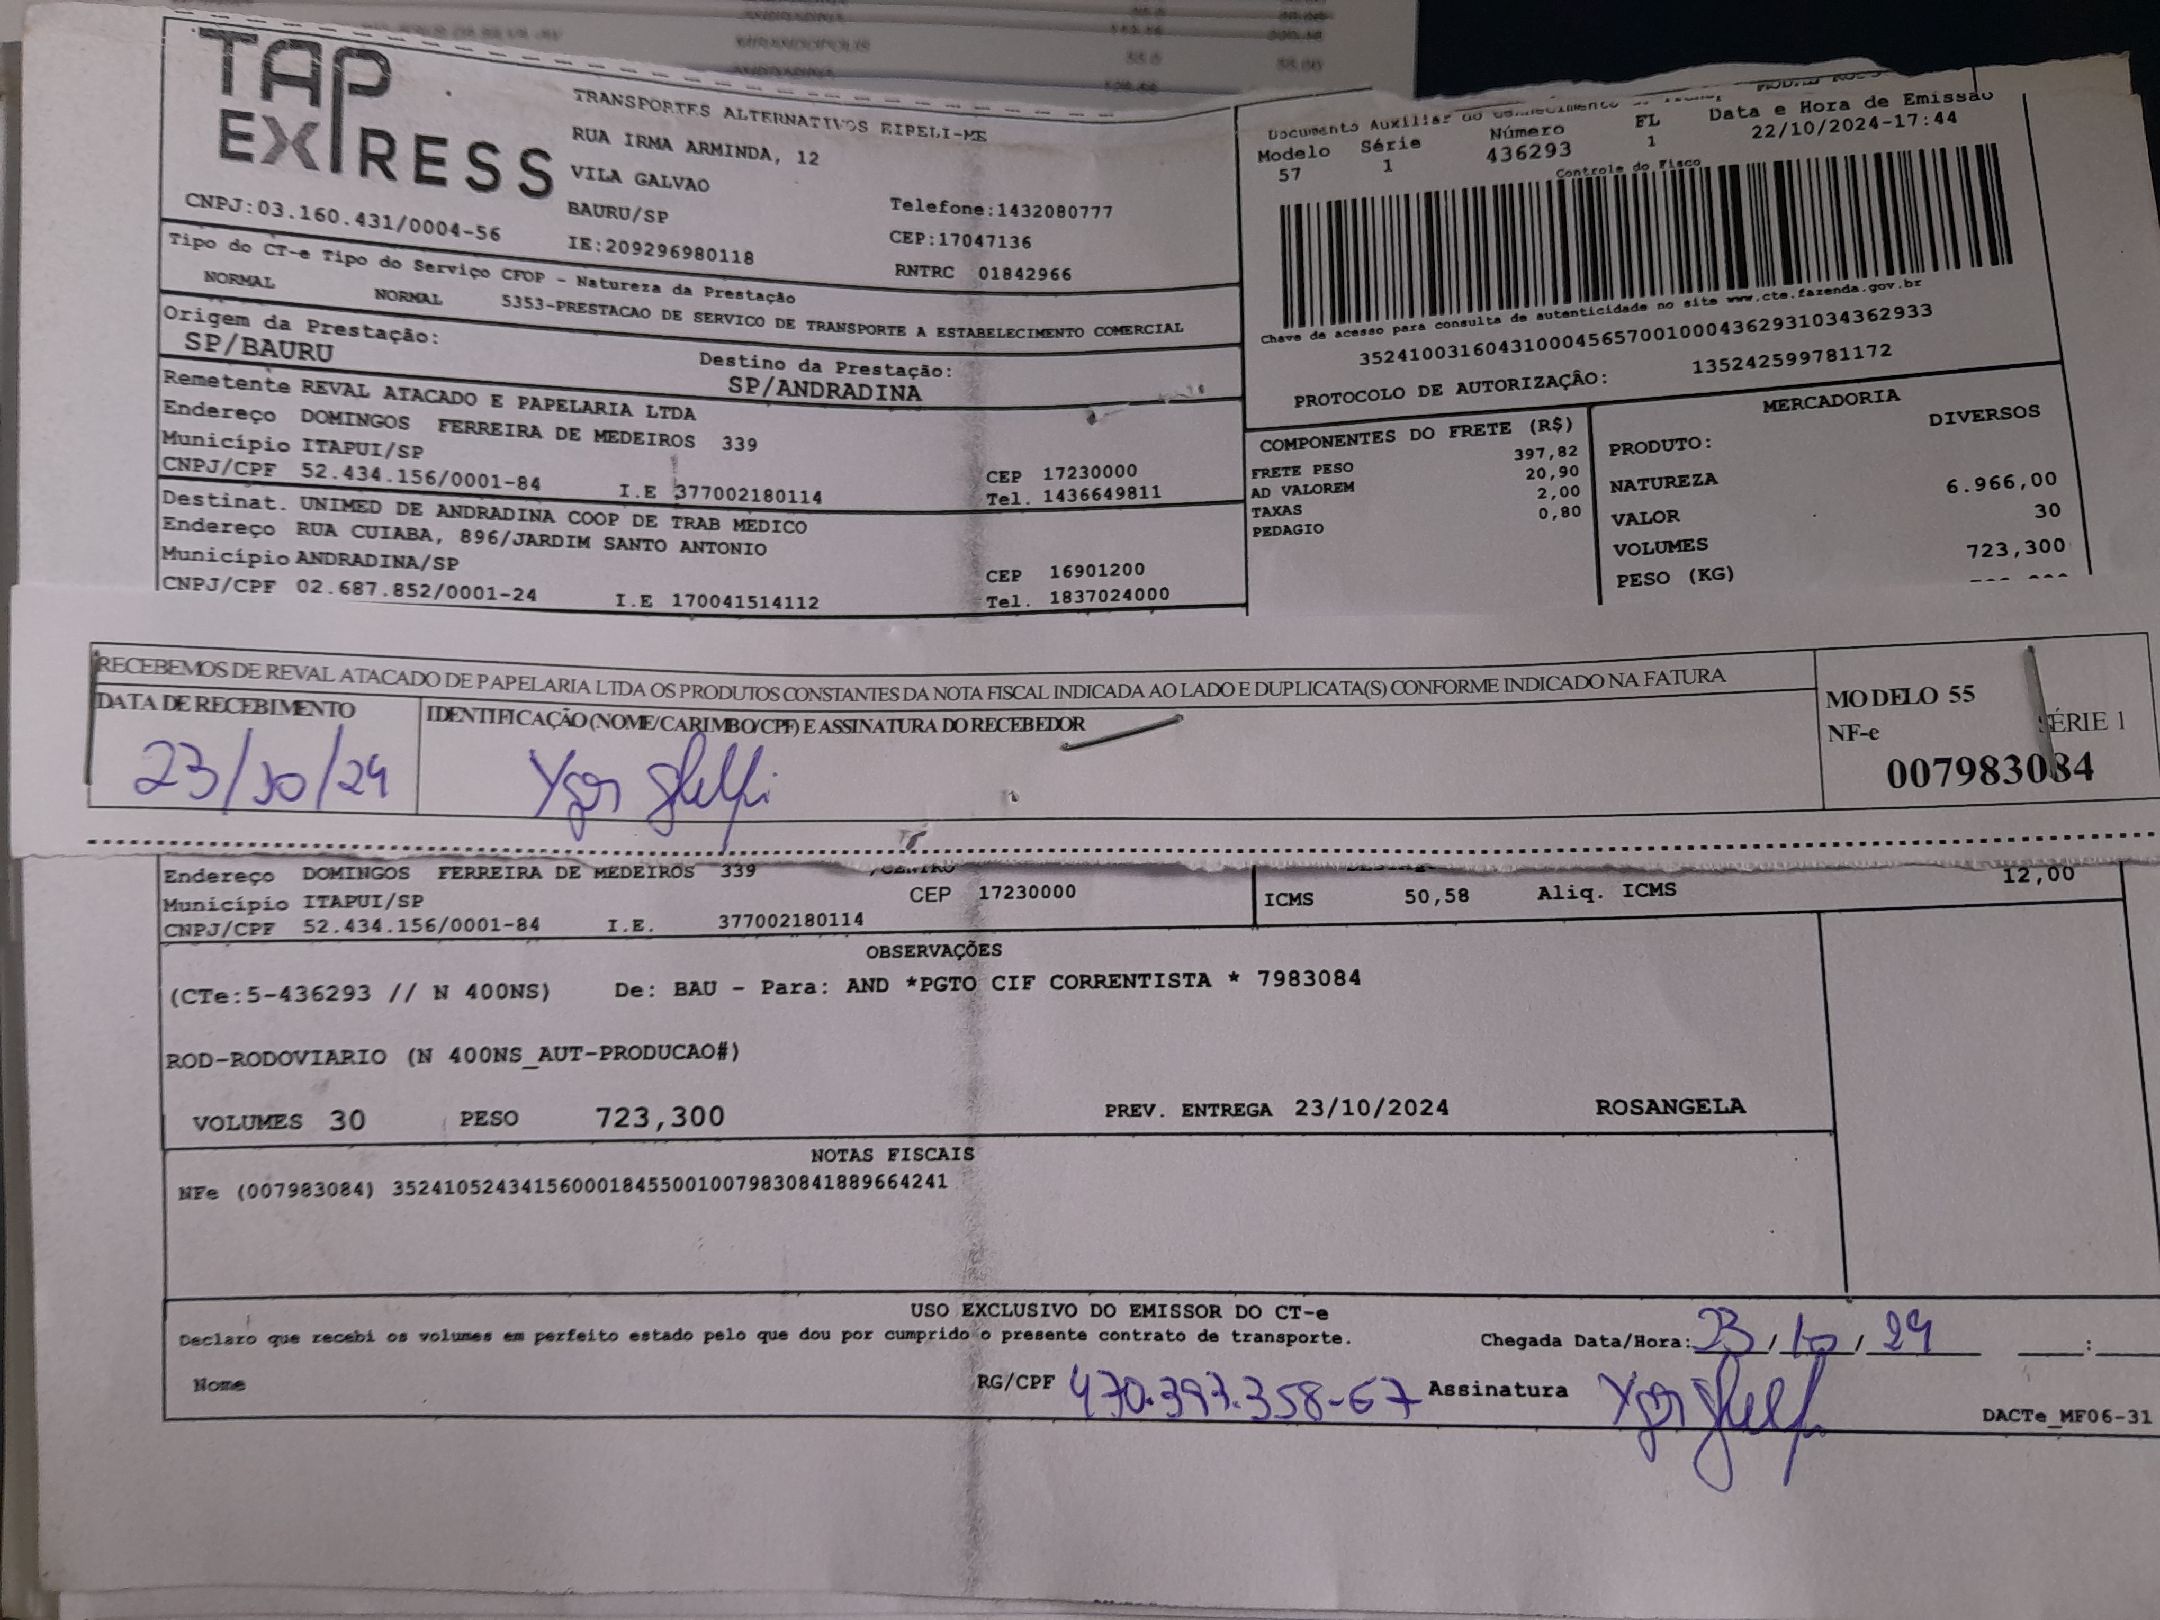 TAP
EXPRESS
TRANSPORTES ALTERNATIVOS EIPELI-ME
RUA IRMA ARMINDA, 12
VILA GALVAO
BAURU/SP
Telefone:1432080777
CNPJ:03.160.431/0004-56
IE:209296980118
CEP:17047136
RNTRC 01842966
Tipo do CT-e Tipo do Serviço CFOP - Natureza da Prestação
NORMAL NORMAL 5353-PRESTACAO DE SERVICO DE TRANSPORTE A ESTABELECIMENTO COMERCIAL
Origem da Prestação:
SP/BAURU
Destino da Prestação:
SP/ANDRADINA
Remetente REVAL ATACADO E PAPELARIA LTDA
Endereço DOMINGOS FERREIRA DE MEDEIROS 339
Município ITAPUI/SP
CEP 17230000
CNPJ/CPF 52.434.156/0001-84 I.E 377002180114 Tel. 1436649811
Destinat. UNIMED DE ANDRADINA COOP DE TRAB MEDICO
Endereço RUA CUIABA, 896/JARDIM SANTO ANTONIO
Município ANDRADINA/SP
CEP 16901200
CNPJ/CPF 02.687.852/0001-24 I.E 170041514112 Tel. 1837024000
Documento Auxiliar do Conhecimento
Modelo Série Número FL Data e Hora de Emissão
57 1 436293 1 22/10/2024-17:44
Controle do Fisco
Chave de acesso para consulta de autenticidade no site www.cte.fazenda.gov.br
35241003160431000456570010004362931034362933
PROTOCOLO DE AUTORIZAÇÃO: 135242599781172
COMPONENTES DO FRETE (R$)
FRETE PESO 397,82
AD VALOREM 20,90
TAXAS 2,00
PEDAGIO 0,80
MERCADORIA
PRODUTO: DIVERSOS
NATUREZA
VALOR 6.966,00
VOLUMES 30
PESO (KG) 723,300
RECEBEMOS DE REVAL ATACADO DE PAPELARIA LTDA OS PRODUTOS CONSTANTES DA NOTA FISCAL INDICADA AO LADO E DUPLICATA(S) CONFORME INDICADO NA FATURA
DATA DE RECEBIMENTO
23/10/24
IDENTIFICAÇÃO (NOME/CARIMBO/CPF) E ASSINATURA DO RECEBEDOR
Ygor
MODELO 55
NF-e SÉRIE 1
007983084
Endereço DOMINGOS FERREIRA DE MEDEIROS 339 /CENTRO
Município ITAPUI/SP CEP 17230000
CNPJ/CPF 52.434.156/0001-84 I.E. 377002180114
ICMS 50,58 Aliq. ICMS 12,00
OBSERVAÇÕES
(CTe:5-436293 // N 400NS) De: BAU - Para: AND *PGTO CIF CORRENTISTA * 7983084
ROD-RODOVIARIO (N 400NS_AUT-PRODUCAO#)
VOLUMES 30 PESO 723,300 PREV. ENTREGA 23/10/2024 ROSANGELA
NOTAS FISCAIS
NFe (007983084) 35241052434156000184550010079830841889664241
USO EXCLUSIVO DO EMISSOR DO CT-e
Declaro que recebi os volumes em perfeito estado pelo que dou por cumprido o presente contrato de transporte.
Chegada Data/Hora: 23/10/24 :
Nome RG/CPF 470.393.358-67 Assinatura Ygor
DACTe_MF06-31